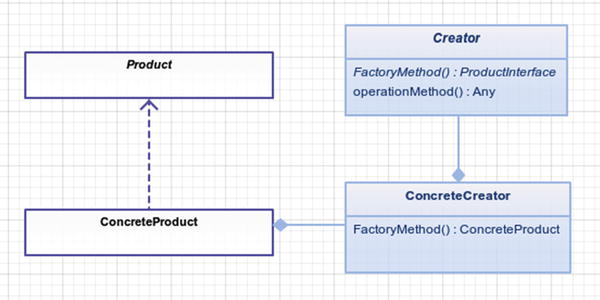 Product
Creator
FactoryMethod() : ProductInterface
operationMethod() : Any
ConcreteProduct
ConcreteCreator
FactoryMethod() : ConcreteProduct